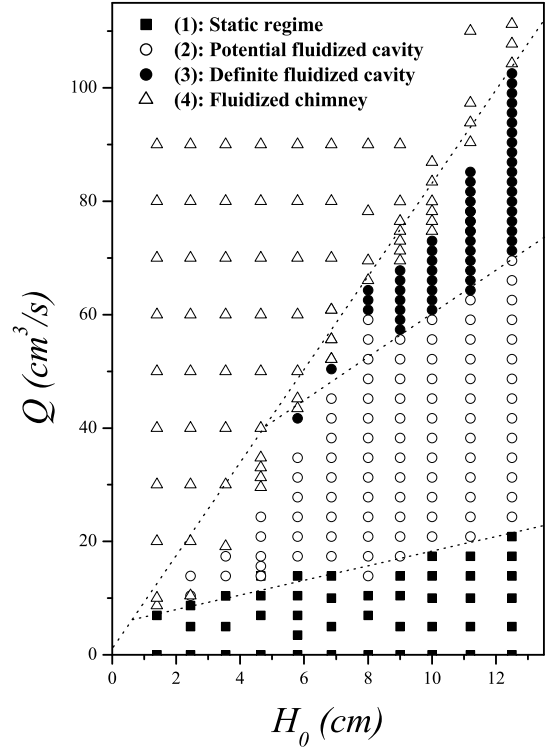 (1): Static regime
(2): Potential fluidized cavity
(3): Definite fluidized cavity
(4): Fluidized chimney
100
80
60
40
20
0
Q (cm³/s)
0 2 4 6 8 10 12
H₀ (cm)